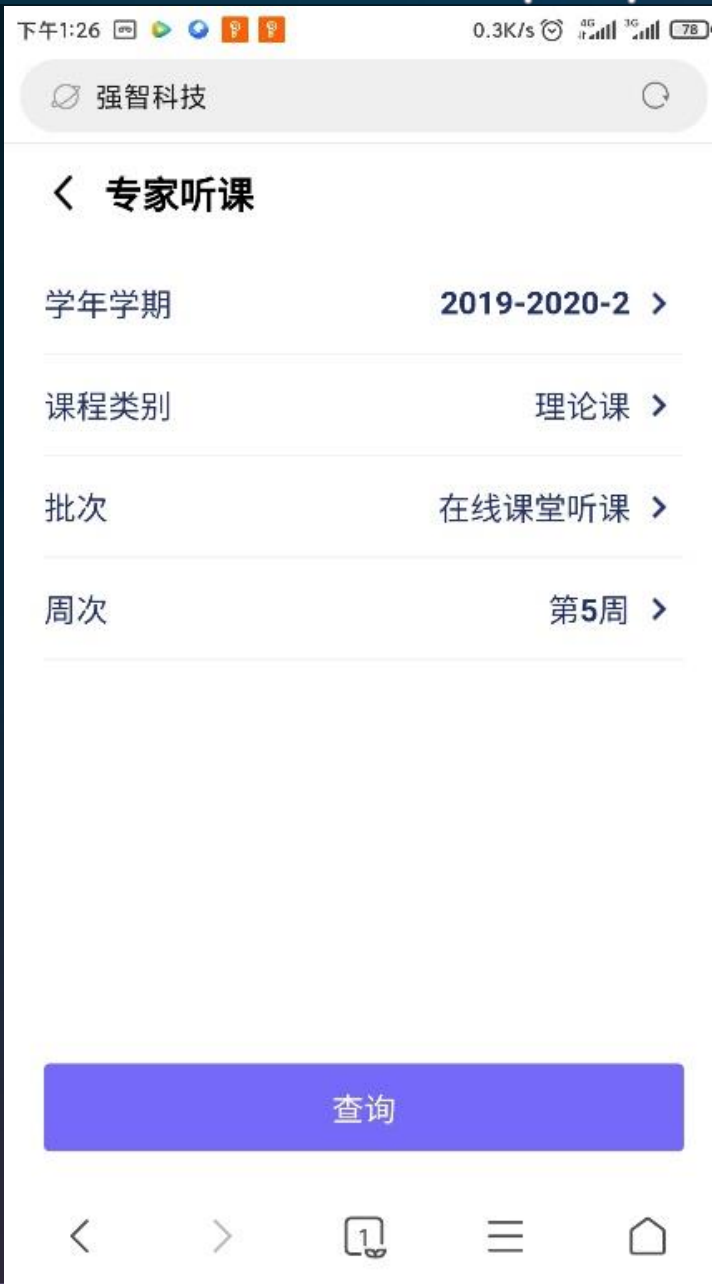 下午1:26 0.3K/s 4G 3G 78
强智科技
专家听课
学年学期 2019-2020-2
课程类别 理论课
批次 在线课堂听课
周次 第5周
查询
1